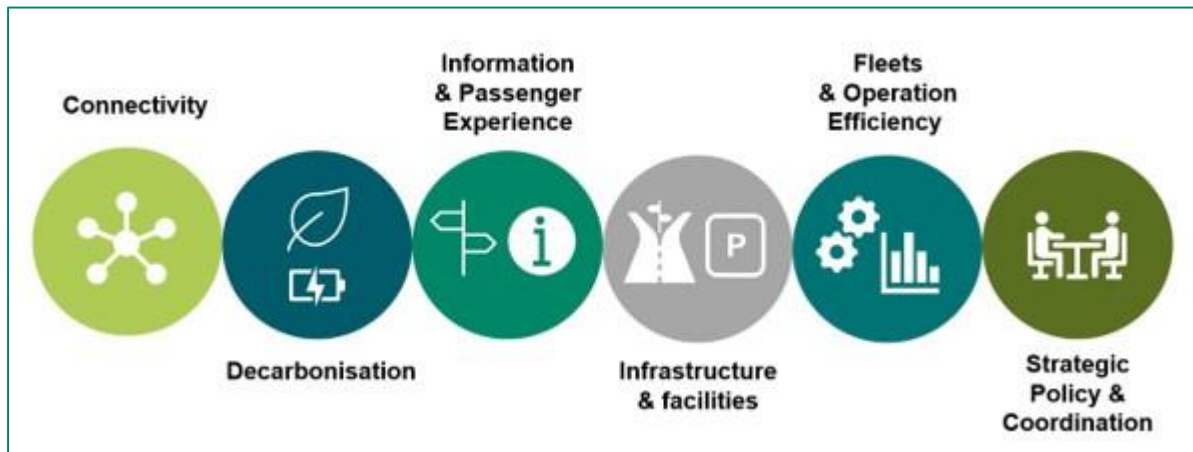 Connectivity
Decarbonisation
Information
& Passenger
Experience
i
P
Infrastructure
& facilities
Fleets
& Operation
Efficiency
Strategic
Policy &
Coordination